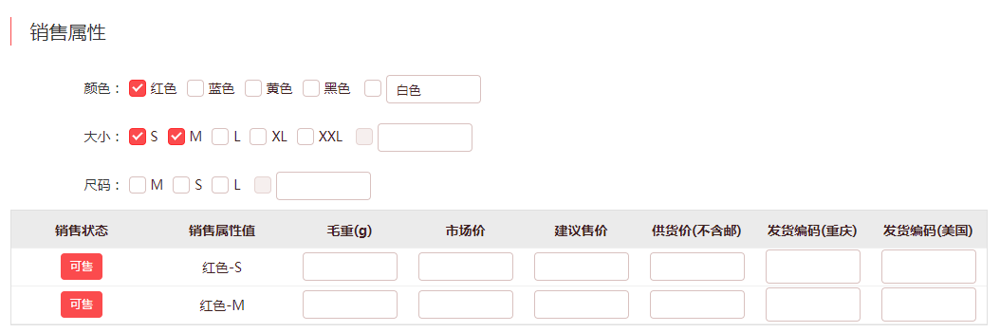 销售属性
颜色： 红色 蓝色 黄色 黑色 白色
大小： S M L XL XXL
尺码： M S L
销售状态 销售属性值 毛重(g) 市场价 建议售价 供货价(不含邮) 发货编码(重庆) 发货编码(美国)
可售 红色-S
可售 红色-M